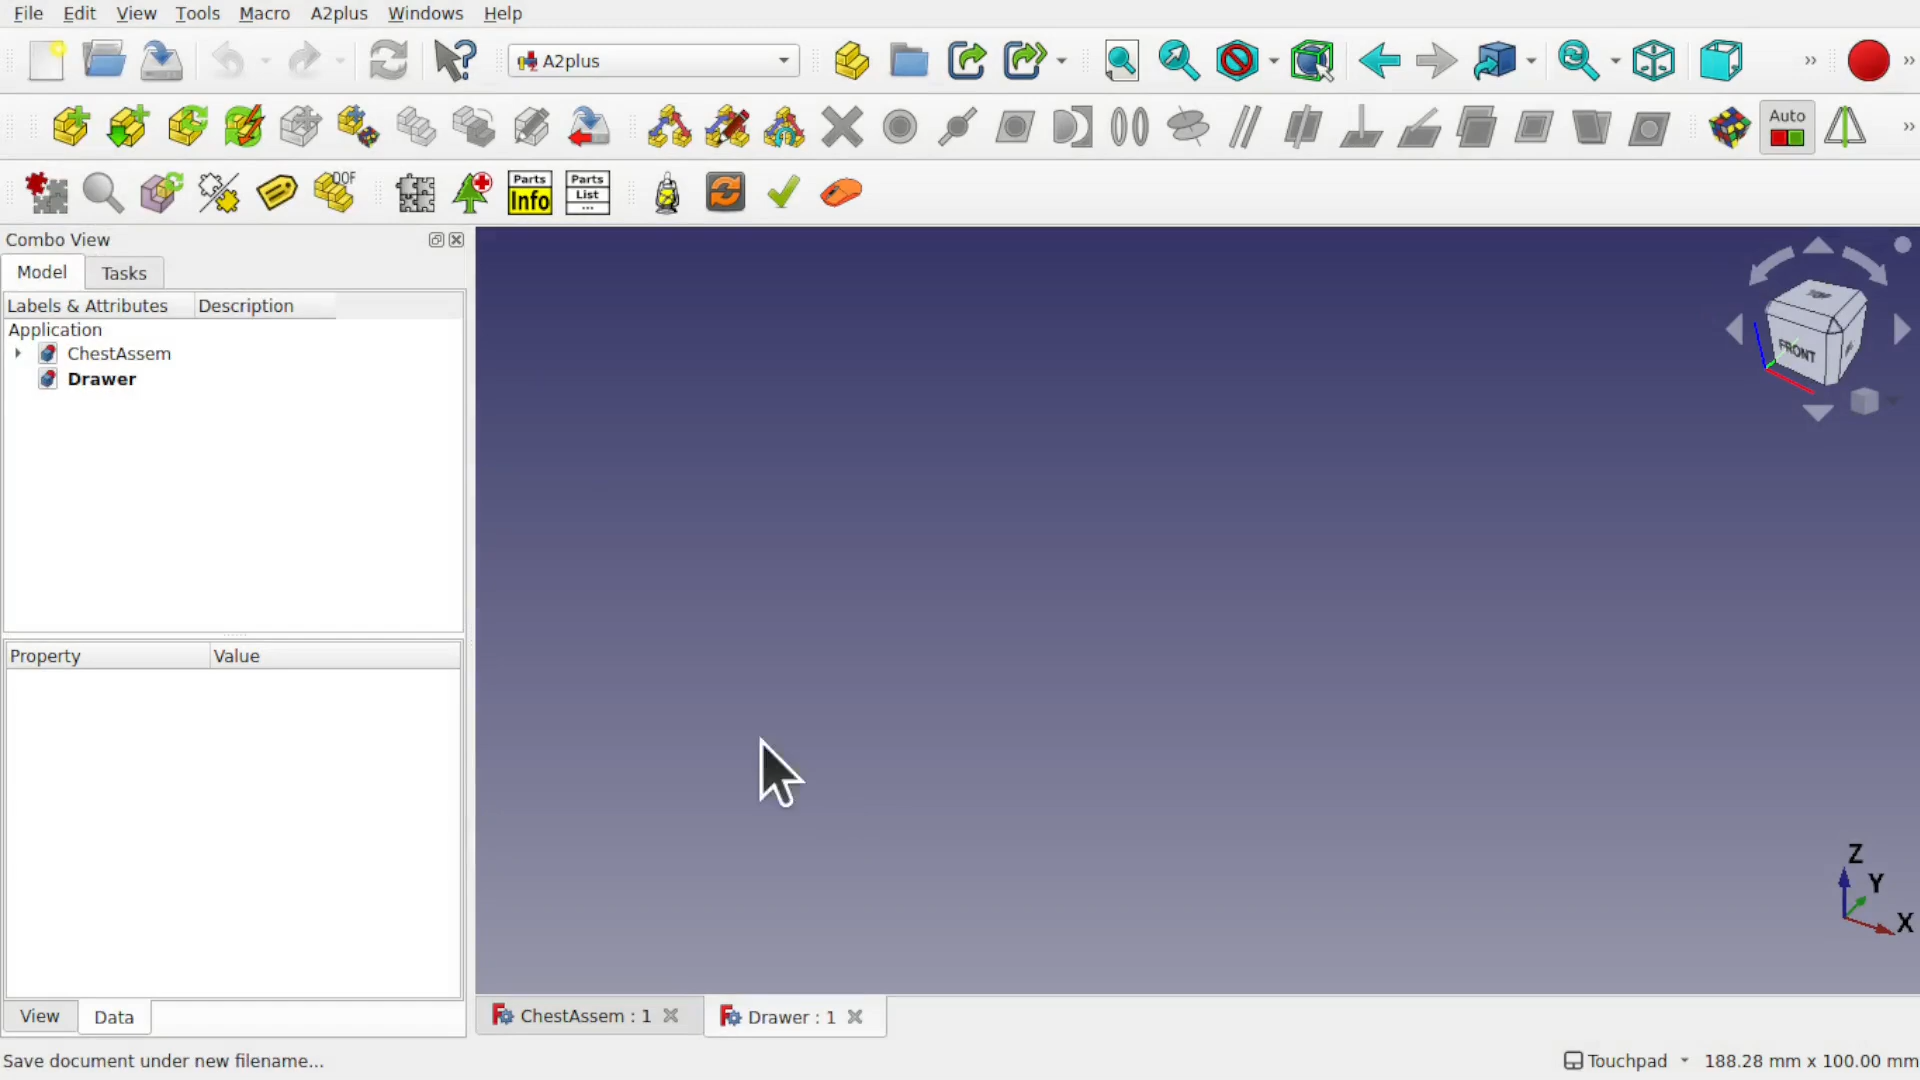 File Edit View Tools Macro A2plus Windows Help
A2plus
Auto
DOF
Parts Info
Parts List ...
Combo View
Model Tasks
Labels & Attributes Description
Application
ChestAssem
Drawer
TOP
FRONT
Property Value
Z
Y
X
View Data
ChestAssem : 1 Drawer : 1
Save document under new filename...
Touchpad 188.28 mm x 100.00 mm